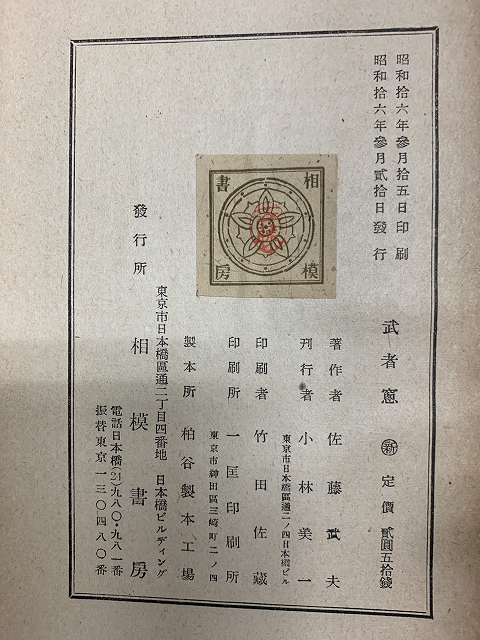 昭和拾六年參月拾五日印刷
昭和拾六年參月貳拾日發行
武者窓 新 定價 貳圓五拾錢
著作者 佐藤武夫
刊行者 小林美一
東京市日本橋區通二ノ四日本橋ビル
印刷者 竹田佐藏
印刷所 一匡印刷所
東京市神田區三崎町二ノ四
製本所 柏谷製本工場
相模書房
東京市日本橋區通二丁目四番地 日本橋ビルディング
發行所 相模書房
電話日本橋(24)九八〇・九八一番
振替東京一三〇四八〇番